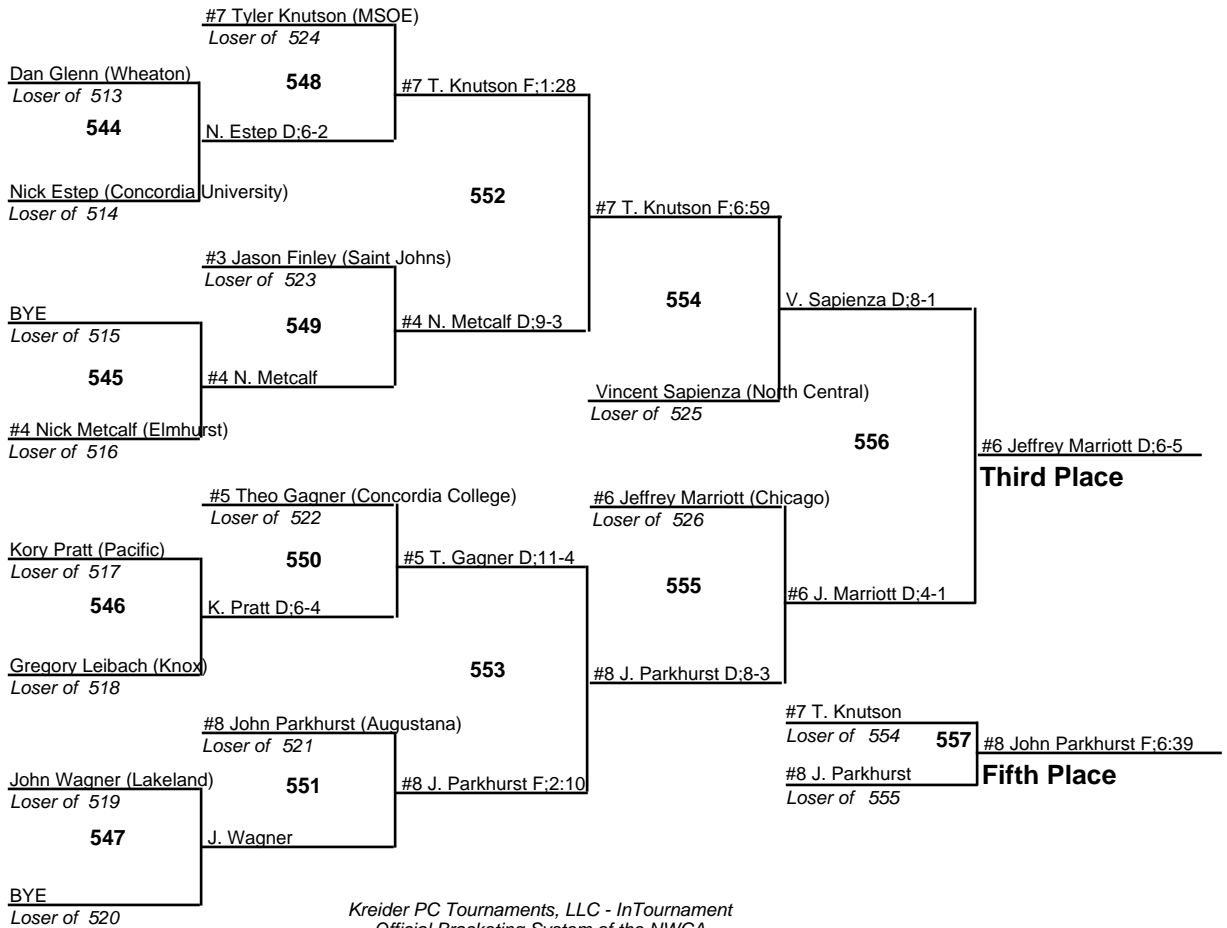 #7 Tyler Knutson (MSOE)
Loser of 524
Dan Glenn (Wheaton)
Loser of 513
548
#7 T. Knutson F;1:28
544
N. Estep D;6-2
Nick Estep (Concordia University)
Loser of 514
552
#7 T. Knutson F;6:59
#3 Jason Finley (Saint Johns)
Loser of 523
BYE
Loser of 515
549
#4 N. Metcalf D;9-3
554
V. Sapienza D;8-1
545
#4 N. Metcalf
Vincent Sapienza (North Central)
Loser of 525
#4 Nick Metcalf (Elmhurst)
Loser of 516
556
#6 Jeffrey Marriott D;6-5
Third Place
#5 Theo Gagner (Concordia College)
Loser of 522
#6 Jeffrey Marriott (Chicago)
Loser of 526
Kory Pratt (Pacific)
Loser of 517
550
#5 T. Gagner D;11-4
555
#6 J. Marriott D;4-1
546
K. Pratt D;6-4
Gregory Leibach (Knox)
Loser of 518
553
#8 J. Parkhurst D;8-3
#8 John Parkhurst (Augustana)
Loser of 521
#7 T. Knutson
Loser of 554
557
#8 John Parkhurst F;6:39
Fifth Place
#8 J. Parkhurst
Loser of 555
John Wagner (Lakeland)
Loser of 519
551
#8 J. Parkhurst F;2:10
547
J. Wagner
BYE
Loser of 520
Kreider PC Tournaments, LLC - InTournament
Official Bracketing System of the NWCA